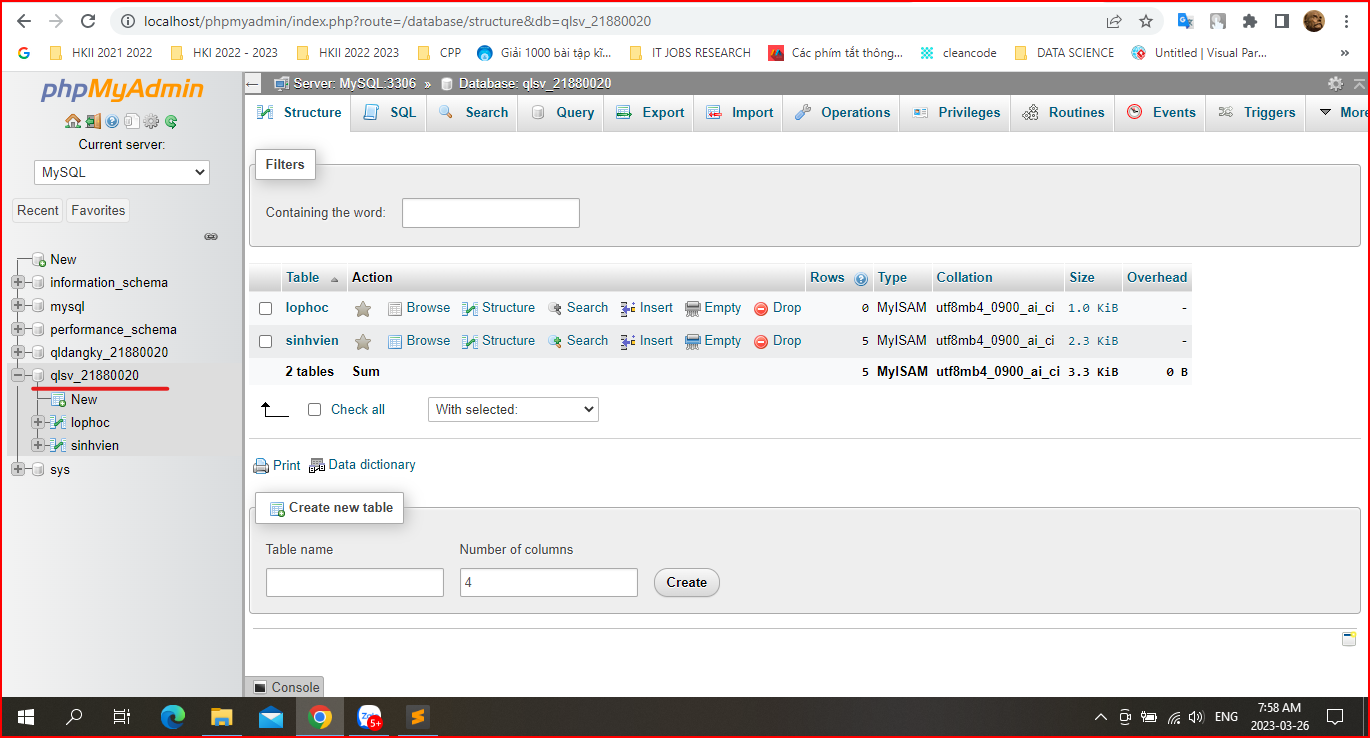 localhost/phpmyadmin/index.php?route=/database/structure&db=qlsv_21880020
HKII 2021 2022
HKI 2022 - 2023
HKII 2022 2023
CPP
Giải 1000 bài tập kĩ...
IT JOBS RESEARCH
Các phím tắt thông...
cleancode
DATA SCIENCE
Untitled | Visual Par...
»
phpMyAdmin
Current server:
MySQL
Recent
Favorites
New
information_schema
mysql
performance_schema
qldangky_21880020
qlsv_21880020
New
lophoc
sinhvien
sys
Server: MySQL:3306 » Database: qlsv_21880020
Structure
SQL
Search
Query
Export
Import
Operations
Privileges
Routines
Events
Triggers
More
Filters
Containing the word:
Table Action Rows Type Collation Size Overhead
lophoc Browse Structure Search Insert Empty Drop 0 MyISAM utf8mb4_0900_ai_ci 1.0 KiB -
sinhvien Browse Structure Search Insert Empty Drop 5 MyISAM utf8mb4_0900_ai_ci 2.3 KiB -
2 tables Sum 5 MyISAM utf8mb4_0900_ai_ci 3.3 KiB 0 B
Check all
With selected:
Print
Data dictionary
Create new table
Table name
Number of columns
4
Create
Console
Zalo
5+
ENG
7:58 AM
2023-03-26